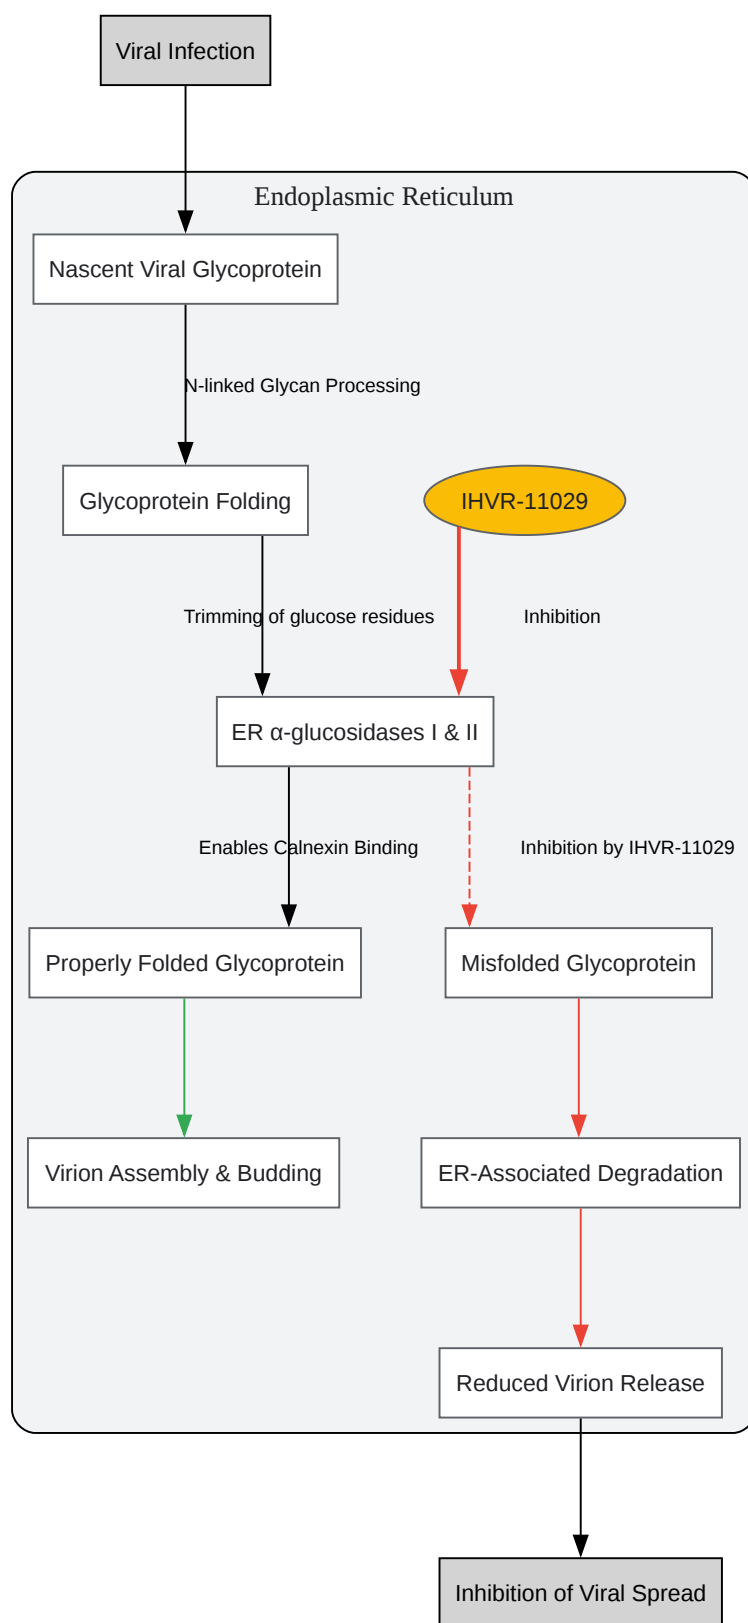 Viral Infection
Endoplasmic Reticulum
Nascent Viral Glycoprotein
N-linked Glycan Processing
Glycoprotein Folding
IHVR-11029
Trimming of glucose residues
Inhibition
ER α-glucosidases I & II
Enables Calnexin Binding
Inhibition by IHVR-11029
Properly Folded Glycoprotein
Misfolded Glycoprotein
Virion Assembly & Budding
ER-Associated Degradation
Reduced Virion Release
Inhibition of Viral Spread